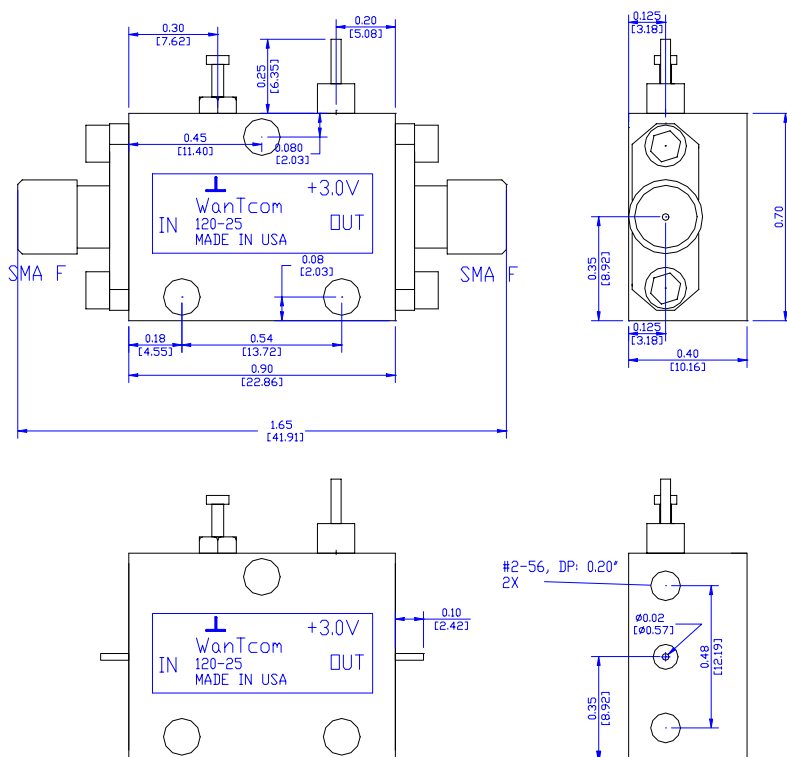 0.30
[7.62]
0.20
[5.08]
0.25
[6.35]
0.45
[11.40]
0.080
[2.03]
+3.0V
WanTcom
IN 120-25 OUT
MADE IN USA
SMA F
SMA F
0.08
[2.03]
0.18
[4.55]
0.54
[13.72]
0.90
[22.86]
1.65
[41.91]
0.125
[3.18]
0.70
0.35
[8.92]
0.125
[3.18]
0.40
[10.16]
+3.0V
WanTcom
IN 120-25 OUT
MADE IN USA
0.10
[2.42]
#2-56, DP: 0.20"
2X
ø0.02
[ø0.57]
0.48
[12.19]
0.35
[8.92]